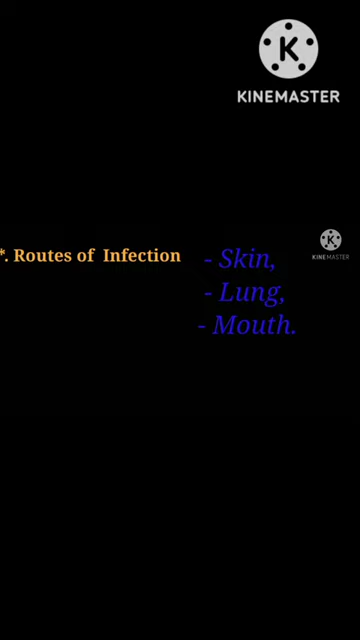 KINEMASTER
*. Routes of Infection
- Skin,
KINEMASTER
- Lung,
- Mouth.